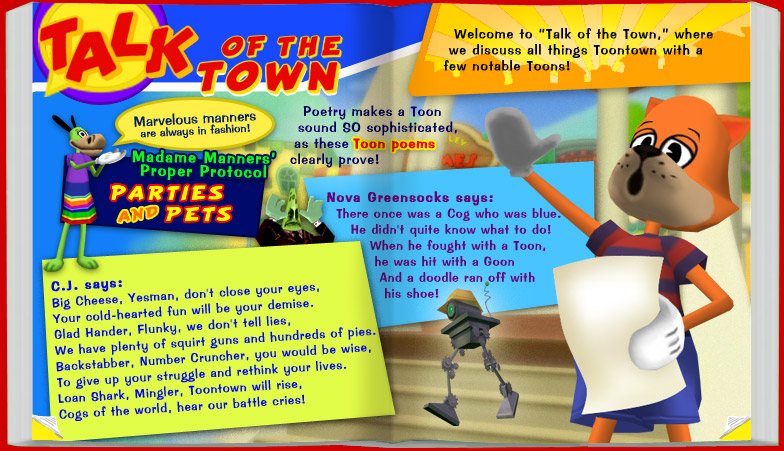 TALK
OF THE
TOWN
Welcome to "Talk of the Town," where
we discuss all things Toontown with a
few notable Toons!
Marvelous manners
are always in fashion!
Madame Manners'
Proper Protocol
PARTIES
AND PETS
Poetry makes a Toon
sound SO sophisticated,
as these Toon poems
clearly prove!
Nova Greensocks says:
There once was a Cog who was blue.
He didn't quite know what to do!
When he fought with a Toon,
he was hit with a Goon
And a doodle ran off with
his shoe!
C.J. says:
Big Cheese, Yesman, don't close your eyes,
Your cold-hearted fun will be your demise.
Glad Hander, Flunky, we don't tell lies,
We have plenty of squirt guns and hundreds of pies.
Backstabber, Number Cruncher, you would be wise,
To give up your struggle and rethink your lives.
Loan Shark, Mingler, Toontown will rise,
Cogs of the world, hear our battle cries!